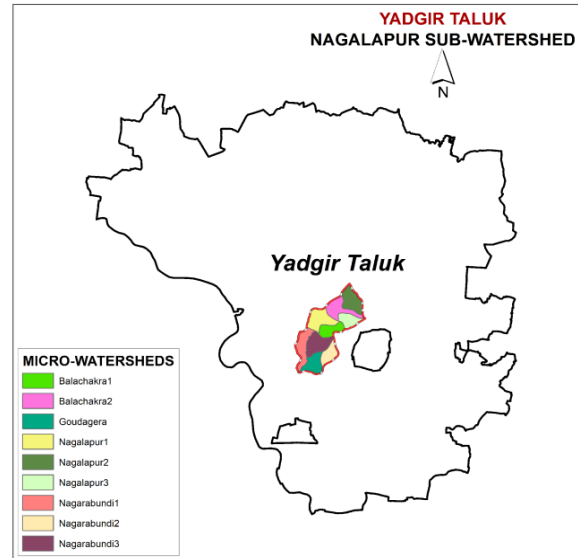 YADGIR TALUK
NAGALAPUR SUB-WATERSHED
N
Yadgir Taluk
MICRO-WATERSHEDS
Balachakra1
Balachakra2
Goudagera
Nagalapur1
Nagalapur2
Nagalapur3
Nagarabundi1
Nagarabundi2
Nagarabundi3